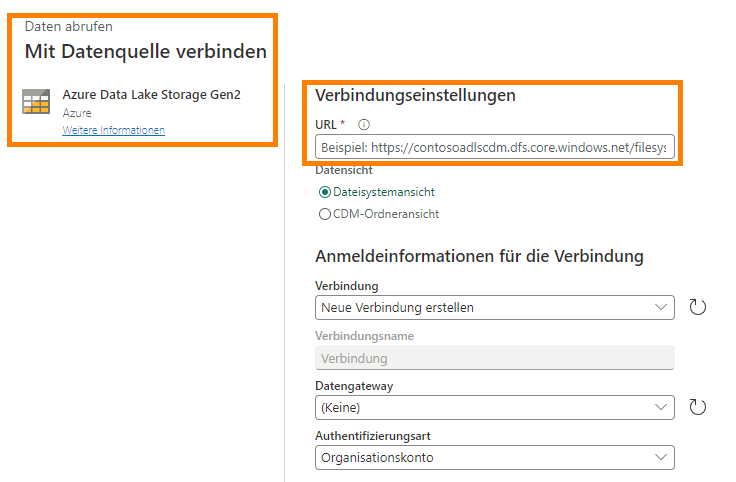 Daten abrufen
Mit Datenquelle verbinden
Azure Data Lake Storage Gen2
Azure
Weitere Informationen
Verbindungseinstellungen
URL *
Beispiel: https://contosoadlscdm.dfs.core.windows.net/filesys
Datensicht
Dateisystemansicht
CDM-Ordneransicht
Anmeldeinformationen für die Verbindung
Verbindung
Neue Verbindung erstellen
Verbindungsname
Verbindung
Datengateway
(Keine)
Authentifizierungsart
Organisationskonto